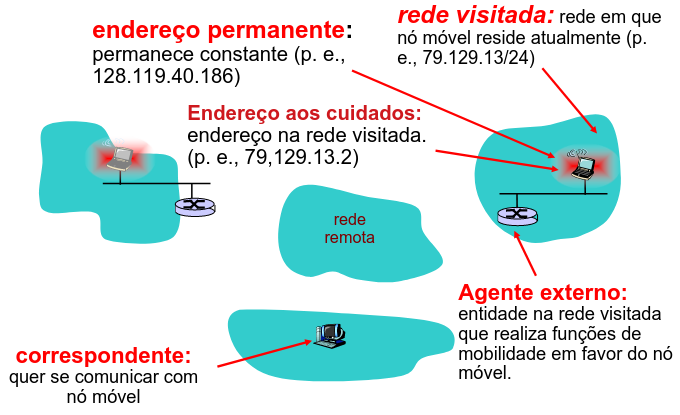 endereço permanente:
permanece constante (p. e.,
128.119.40.186)
rede visitada: rede em que
nó móvel reside atualmente (p.
e., 79.129.13/24)
Endereço aos cuidados:
endereço na rede visitada.
(p. e., 79,129.13.2)
rede
remota
Agente externo:
entidade na rede visitada
que realiza funções de
mobilidade em favor do nó
móvel.
correspondente:
quer se comunicar com
nó móvel